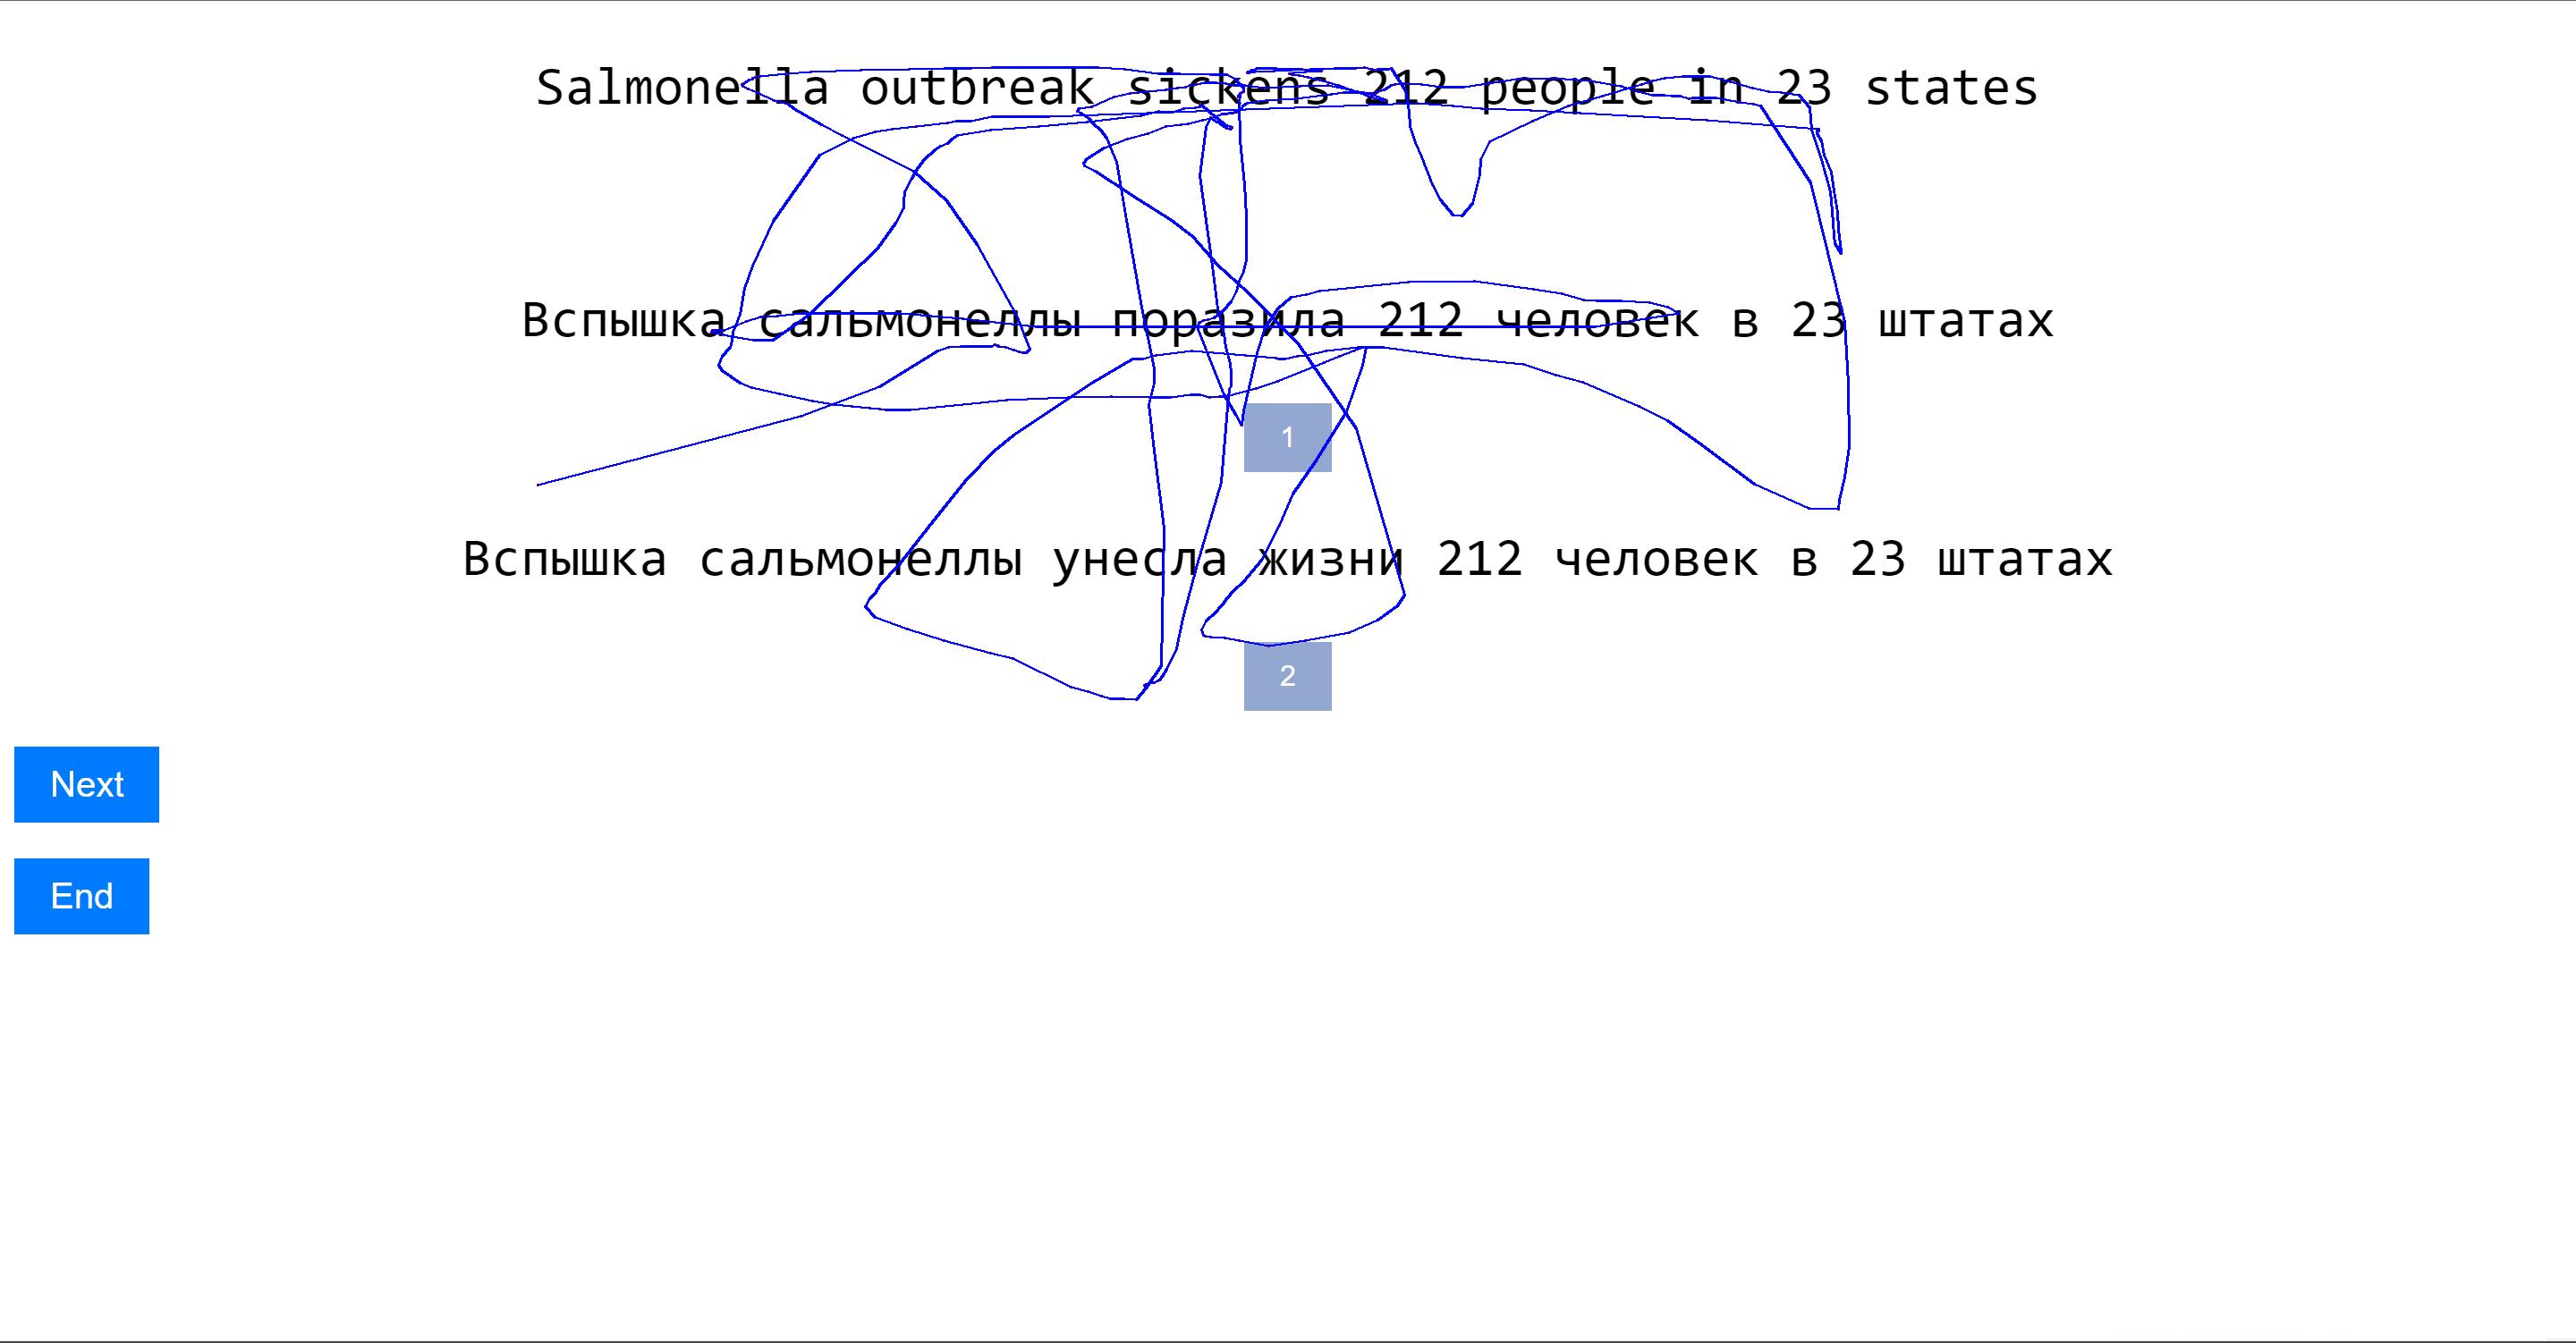 Salmonella outbreak sickens 212 people in 23 states
Вспышка сальмонеллы поразила 212 человек в 23 штатах
1
Вспышка сальмонеллы унесла жизни 212 человек в 23 штатах
2
Next
End